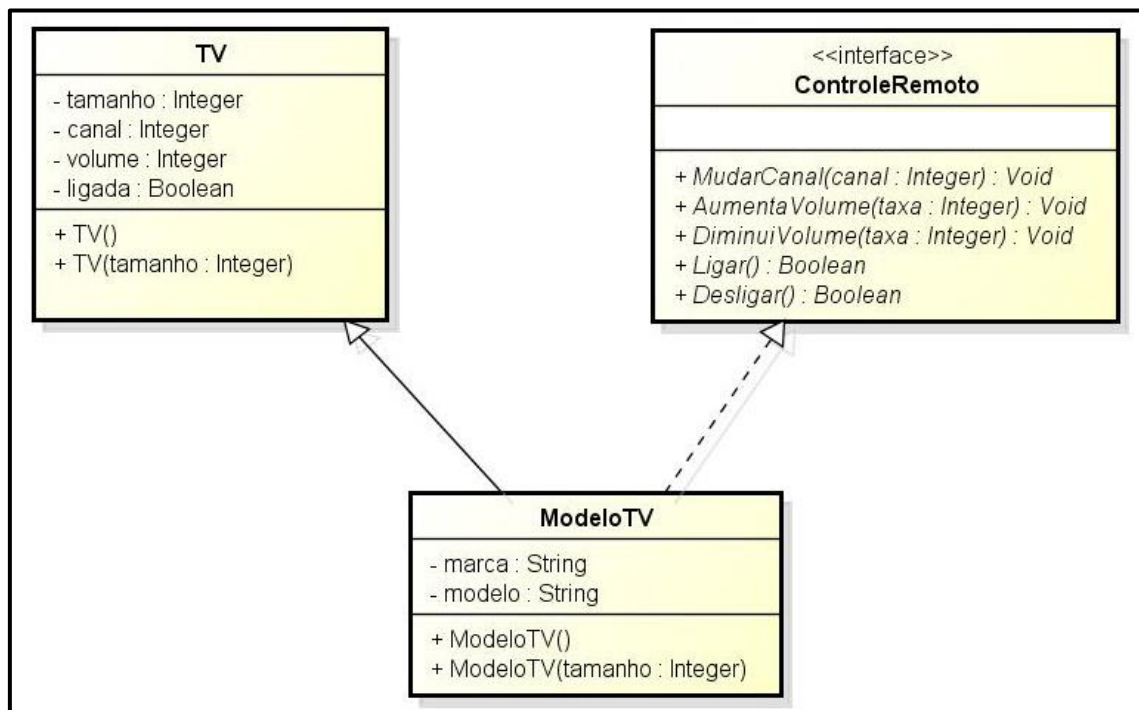 TV
- tamanho : Integer
- canal : Integer
- volume : Integer
- ligada : Boolean
+ TV()
+ TV(tamanho : Integer)
<<interface>>
ControleRemoto
+ MudarCanal(canal : Integer) : Void
+ AumentaVolume(taxa : Integer) : Void
+ DiminuiVolume(taxa : Integer) : Void
+ Ligar() : Boolean
+ Desligar() : Boolean
ModeloTV
- marca : String
- modelo : String
+ ModeloTV()
+ ModeloTV(tamanho : Integer)